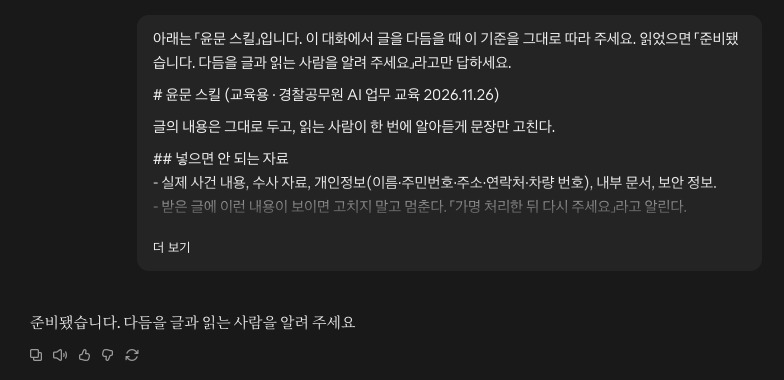 아래는 「윤문 스킬」입니다. 이 대화에서 글을 다듬을 때 이 기준을 그대로 따라 주세요. 읽었으면 「준비됐
습니다. 다듬을 글과 읽는 사람을 알려 주세요」라고만 답하세요.
# 윤문 스킬 (교육용 · 경찰공무원 AI 업무 교육 2026.11.26)
글의 내용은 그대로 두고, 읽는 사람이 한 번에 알아듣게 문장만 고친다.
## 넣으면 안 되는 자료
- 실제 사건 내용, 수사 자료, 개인정보(이름·주민번호·주소·연락처·차량 번호), 내부 문서, 보안 정보.
- 받은 글에 이런 내용이 보이면 고치지 말고 멈춘다. 「가명 처리한 뒤 다시 주세요」라고 알린다.
더 보기
준비됐습니다. 다듬을 글과 읽는 사람을 알려 주세요